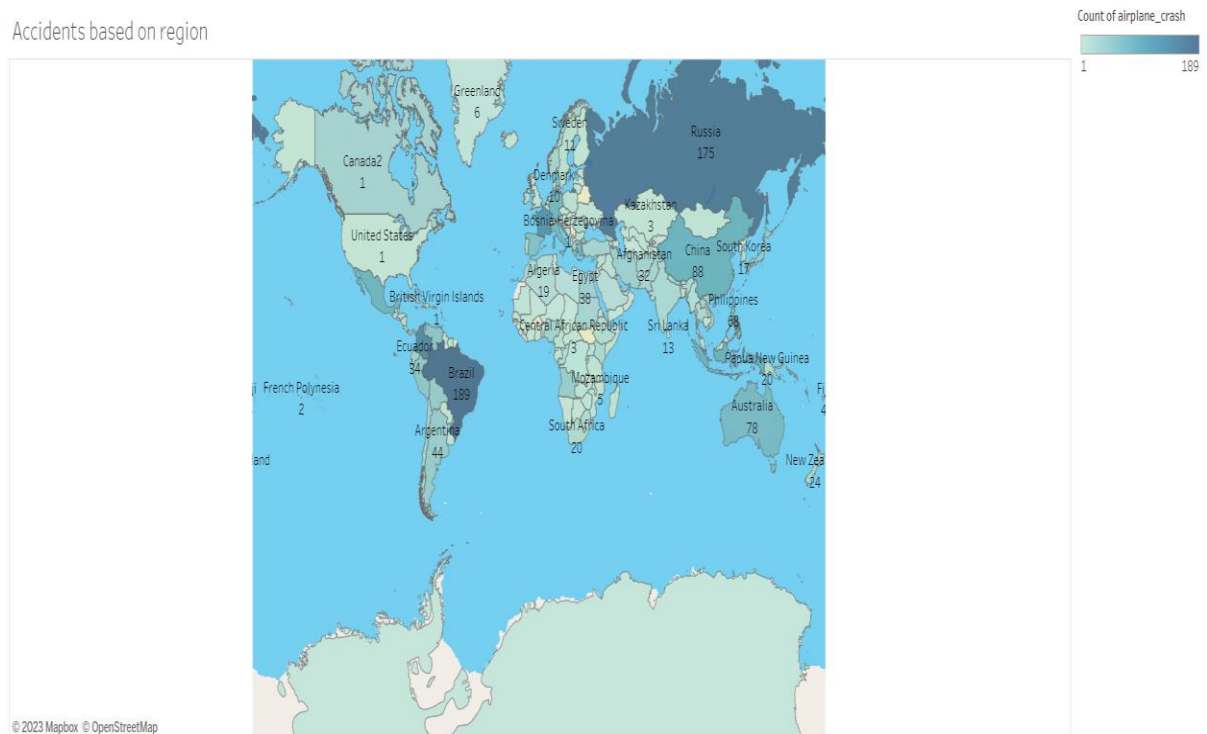 Accidents based on region
Count of airplane_crash
1 189
Greenland
6
Sweden
11
Russia
175
Canada2
1
Denmark
10
Kazakhstan
3
Bosnia Herzegovina
1
United States
1
Afghanistan
32
China
88
South Korea
17
Algeria
19
Egypt
38
British Virgin Islands
1
Philippines
68
Central African Republic
3
Sri Lanka
13
Ecuador
34
Papua New Guinea
20
Brazil
189
Mozambique
5
French Polynesia
2
Australia
78
4
Argentina
44
South Africa
20
and
New Zea
24
© 2023 Mapbox © OpenStreetMap